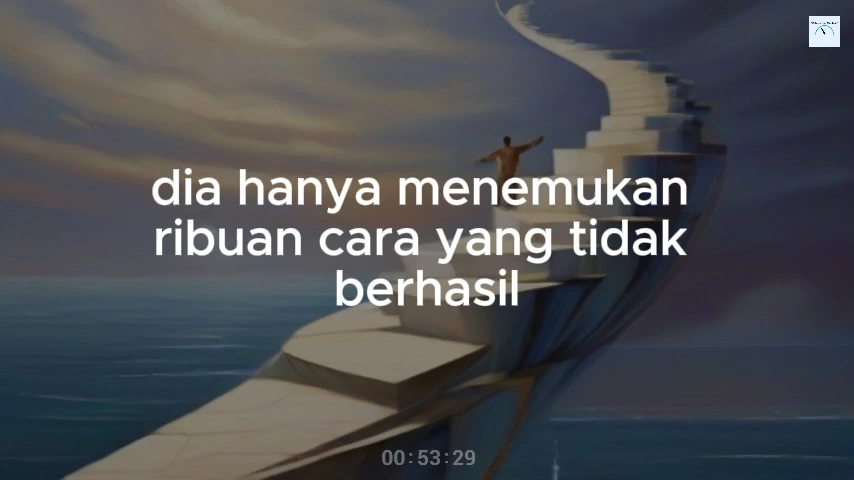 dia hanya menemukan
ribuan cara yang tidak
berhasil
00:53:29